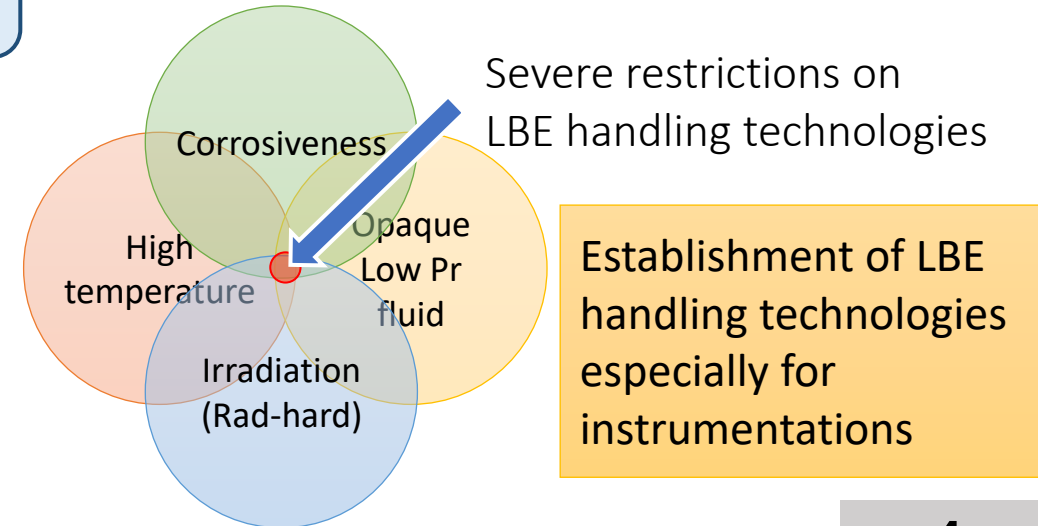 Severe restrictions on
LBE handling technologies
Corrosiveness
High
temperature
Opaque
Low Pr
fluid
Irradiation
(Rad-hard)
Establishment of LBE
handling technologies
especially for
instrumentations